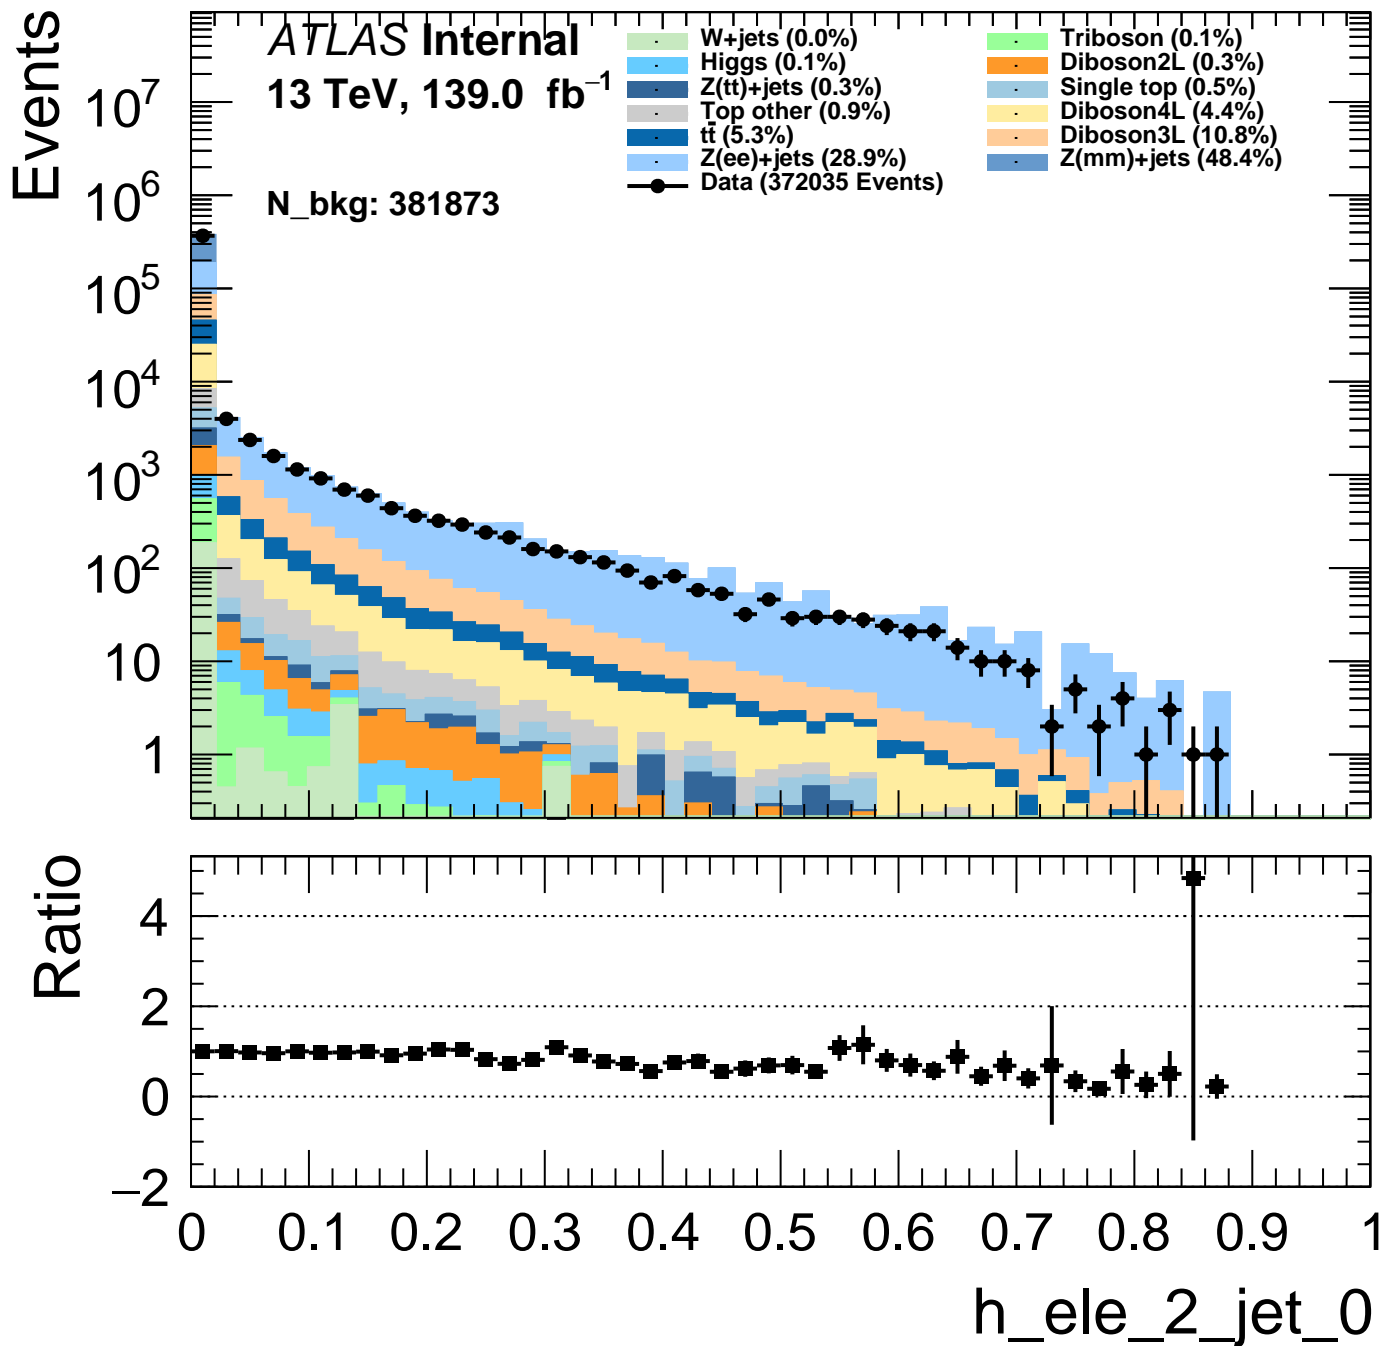 ATLAS Internal
13 TeV, 139.0 fb⁻¹
N_bkg: 381873
W+jets (0.0%)
Higgs (0.1%)
Z(tt)+jets (0.3%)
Top other (0.9%)
tt̄ (5.3%)
Z(ee)+jets (28.9%)
Data (372035 Events)
Triboson (0.1%)
Diboson2L (0.3%)
Single top (0.5%)
Diboson4L (4.4%)
Diboson3L (10.8%)
Z(mm)+jets (48.4%)
Events
10⁷
10⁶
10⁵
10⁴
10³
10²
10
1
Ratio
4
2
0
−2
0 0.1 0.2 0.3 0.4 0.5 0.6 0.7 0.8 0.9 1
h_ele_2_jet_0